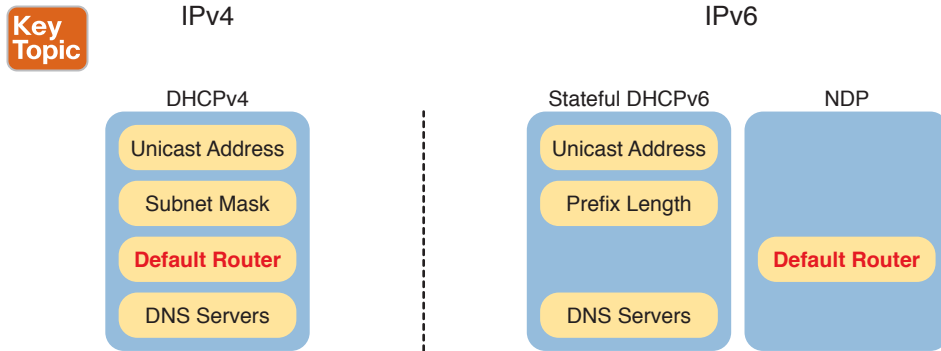 Key
Topic
IPv4
IPv6
DHCPv4
Unicast Address
Subnet Mask
Default Router
DNS Servers
Stateful DHCPv6
Unicast Address
Prefix Length
DNS Servers
NDP
Default Router